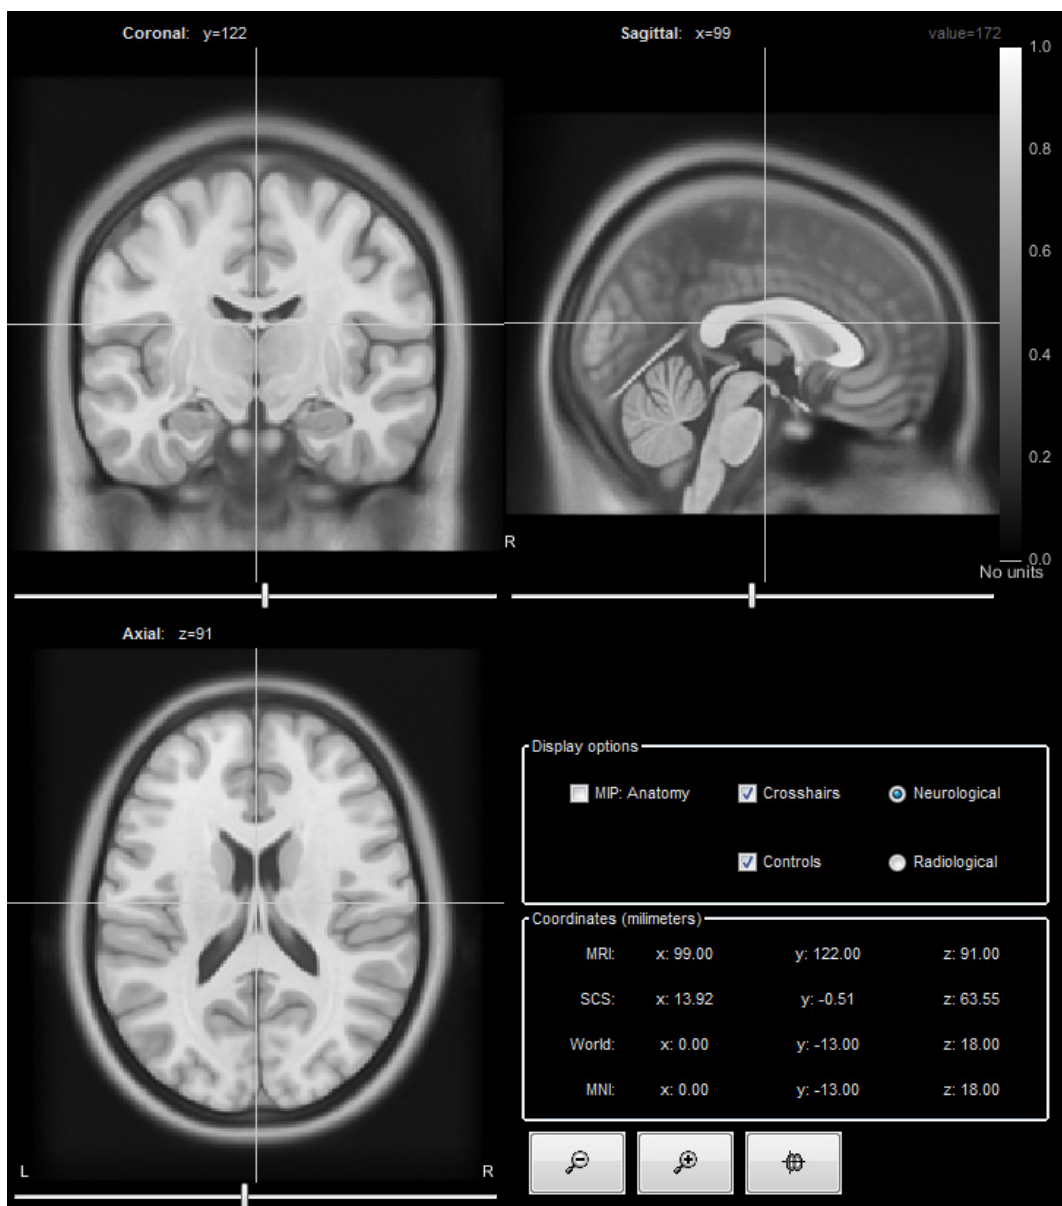 Coronal: y=122
Sagittal: x=99
value=172
1.0
0.8
0.6
0.4
0.2
0.0
No units
R
Axial: z=91
L
R
Display options
MIP: Anatomy Crosshairs Neurological
Controls Radiological
Coordinates (milimeters)
MRI: x: 99.00 y: 122.00 z: 91.00
SCS: x: 13.92 y: -0.51 z: 63.55
World: x: 0.00 y: -13.00 z: 18.00
MNI: x: 0.00 y: -13.00 z: 18.00